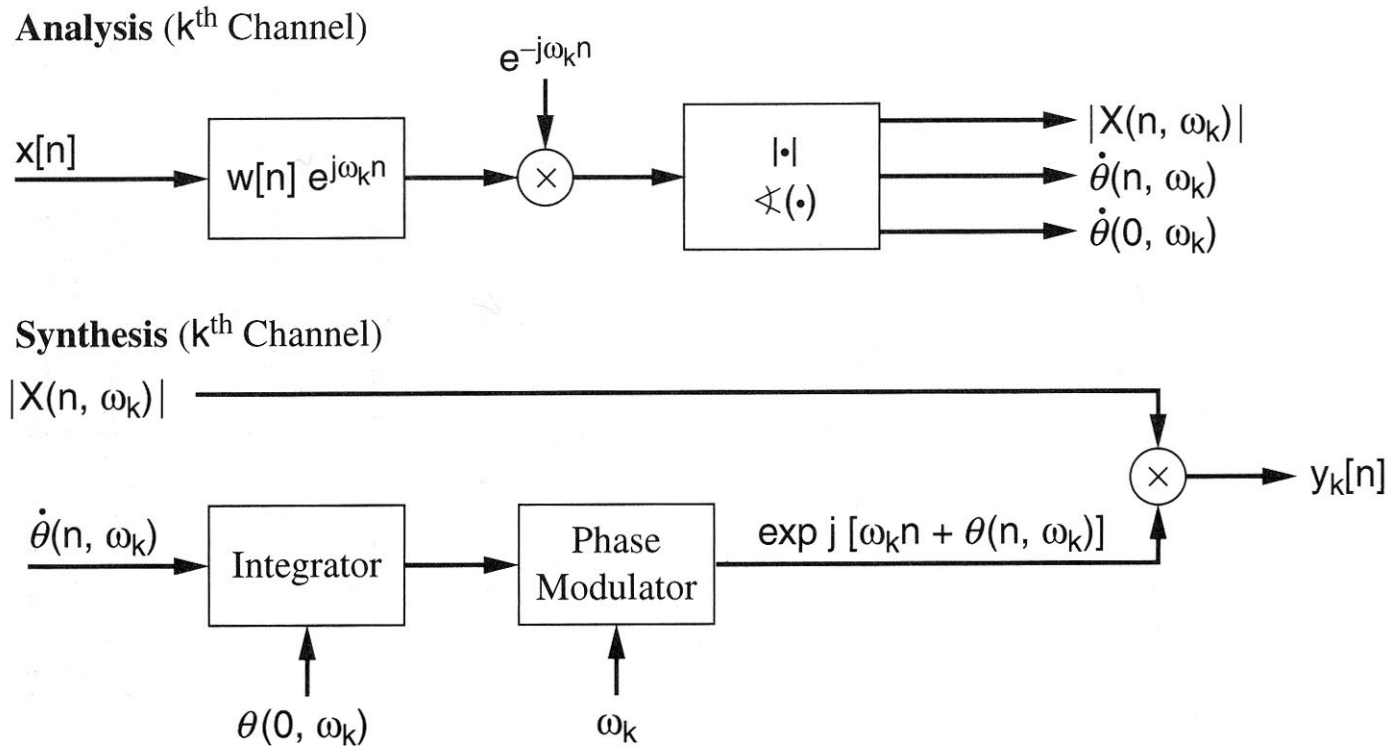 Analysis (kth Channel)
e−jωkn
x[n]
w[n] ejωkn
×
|•|
∢(•)
|X(n, ωk)|
θ̇(n, ωk)
θ̇(0, ωk)
Synthesis (kth Channel)
|X(n, ωk)|
×
yk[n]
θ̇(n, ωk)
Integrator
Phase
Modulator
exp j [ωkn + θ(n, ωk)]
θ(0, ωk)
ωk